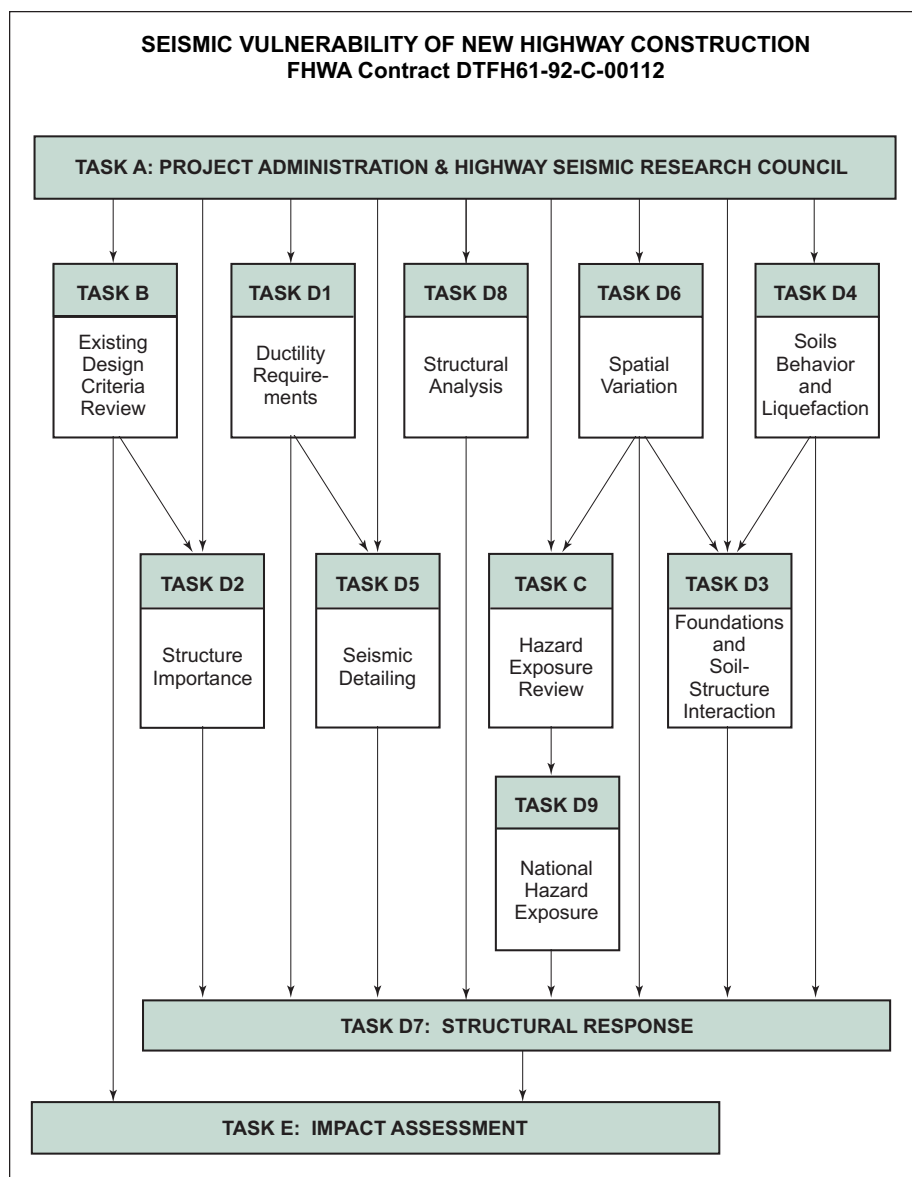 SEISMIC VULNERABILITY OF NEW HIGHWAY CONSTRUCTION
FHWA Contract DTFH61-92-C-00112
TASK A: PROJECT ADMINISTRATION & HIGHWAY SEISMIC RESEARCH COUNCIL
TASK B
Existing
Design
Criteria
Review
TASK D1
Ductility
Require-
ments
TASK D8
Structural
Analysis
TASK D6
Spatial
Variation
TASK D4
Soils
Behavior
and
Liquefaction
TASK D2
Structure
Importance
TASK D5
Seismic
Detailing
TASK C
Hazard
Exposure
Review
TASK D3
Foundations
and
Soil-
Structure
Interaction
TASK D9
National
Hazard
Exposure
TASK D7: STRUCTURAL RESPONSE
TASK E: IMPACT ASSESSMENT